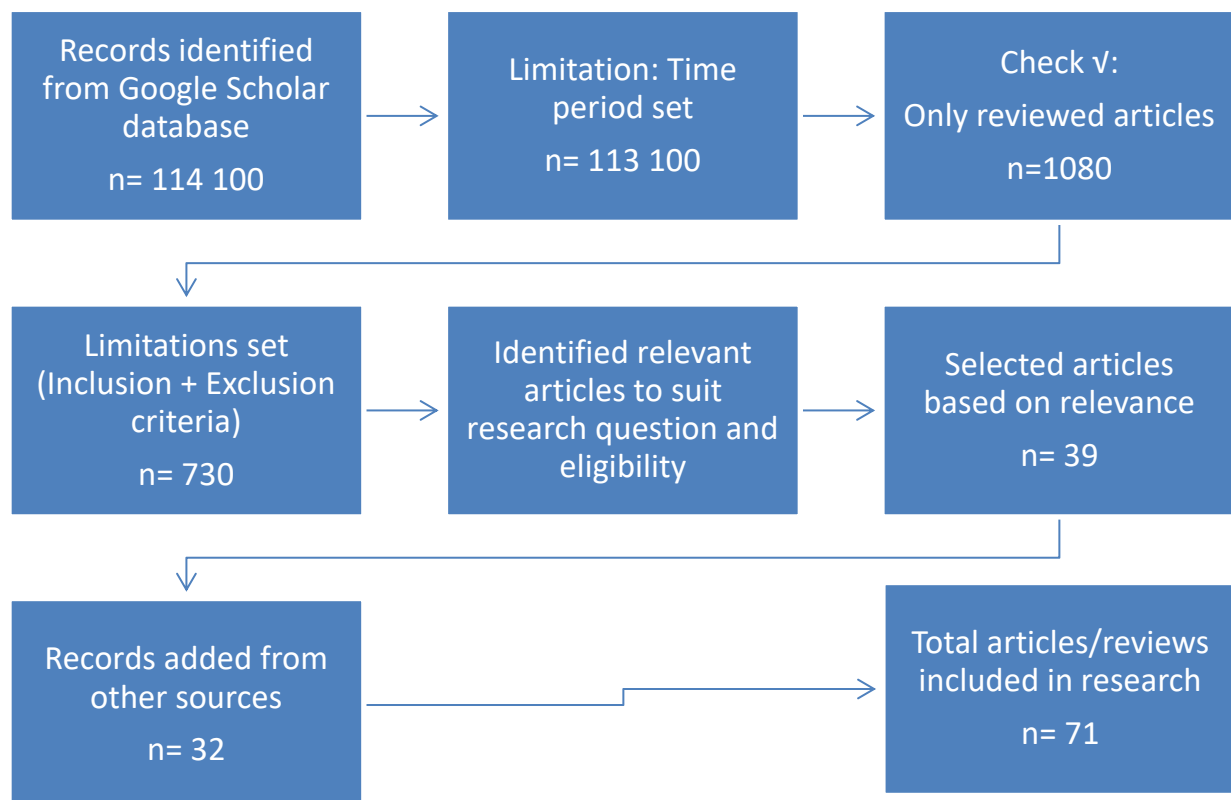 Records identified
from Google Scholar
database
n= 114 100
Limitation: Time
period set
n= 113 100
Check √:
Only reviewed articles
n=1080
Limitations set
(Inclusion + Exclusion
criteria)
n= 730
Identified relevant
articles to suit
research question and
eligibility
Selected articles
based on relevance
n= 39
Records added from
other sources
n= 32
Total articles/reviews
included in research
n= 71